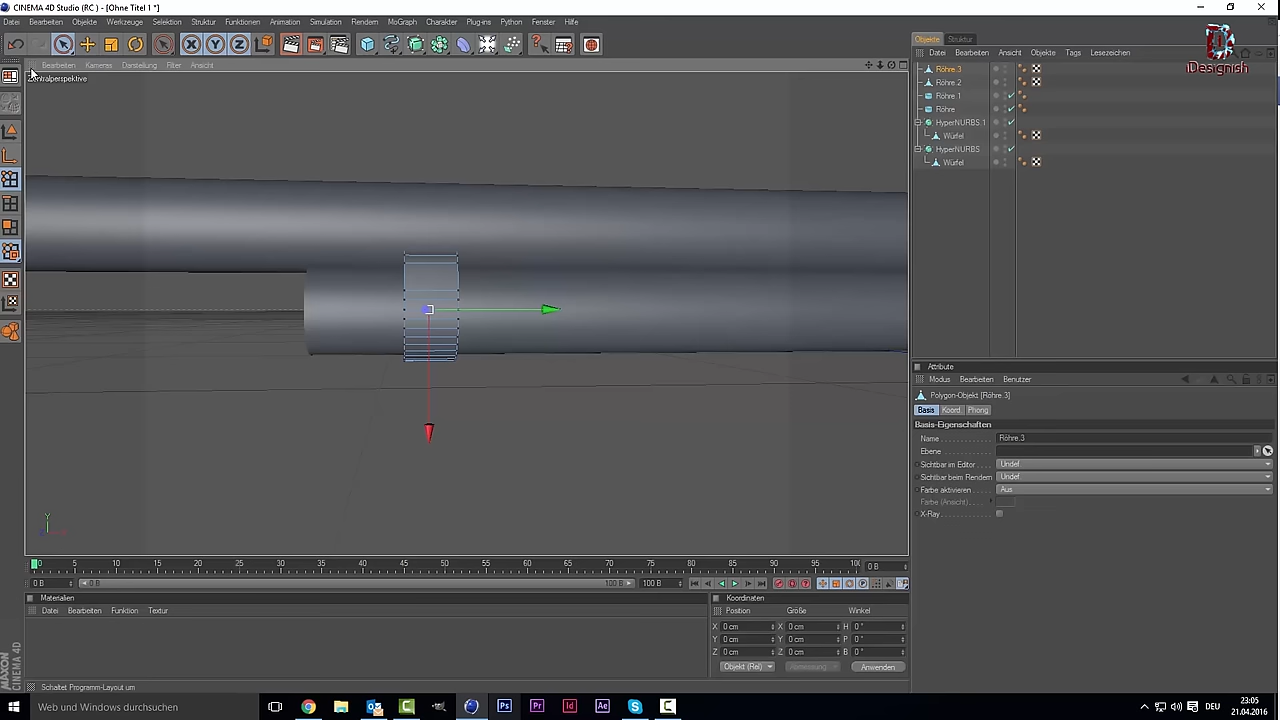 CINEMA 4D Studio (RC ) - [Ohne Titel 1 *]
Datei Bearbeiten Objekte Werkzeuge Selektion Struktur Funktionen Animation Simulation Rendern MoGraph Charakter Plug-ins Python Fenster Hilfe
X Y Z
Bearbeiten Kameras Darstellung Filter Ansicht
Zentralperspektive
Objekte Struktur
Datei Bearbeiten Ansicht Objekte Tags Lesezeichen
iDesignish
Röhre.3
Röhre.2
Röhre.1
Röhre
HyperNURBS.1
Würfel
HyperNURBS
Würfel
Attribute
Modus Bearbeiten Benutzer
Polygon-Objekt [Röhre.3]
Basis Koord. Phong
Basis-Eigenschaften
Name Röhre.3
Ebene
Sichtbar im Editor Undef
Sichtbar beim Rendern Undef
Farbe aktivieren Aus
Farbe (Ansicht)
X-Ray
Y
0 5 10 15 20 25 30 35 40 45 50 55 60 65 70 75 80 85 90 95 100 0 B
0 B 0 B 100 B 100 B
Materialien
Datei Bearbeiten Funktion Textur
Koordinaten
Position Größe Winkel
X 0 cm X 0 cm H 0 °
Y 0 cm Y 0 cm P 0 °
Z 0 cm Z 0 cm B 0 °
Objekt (Rel) Abmessung Anwenden
MAXON CINEMA 4D
Schaltet Programm-Layout um
Web und Windows durchsuchen
Ps Pr Id Ae
DEU
23:05
21.04.2016